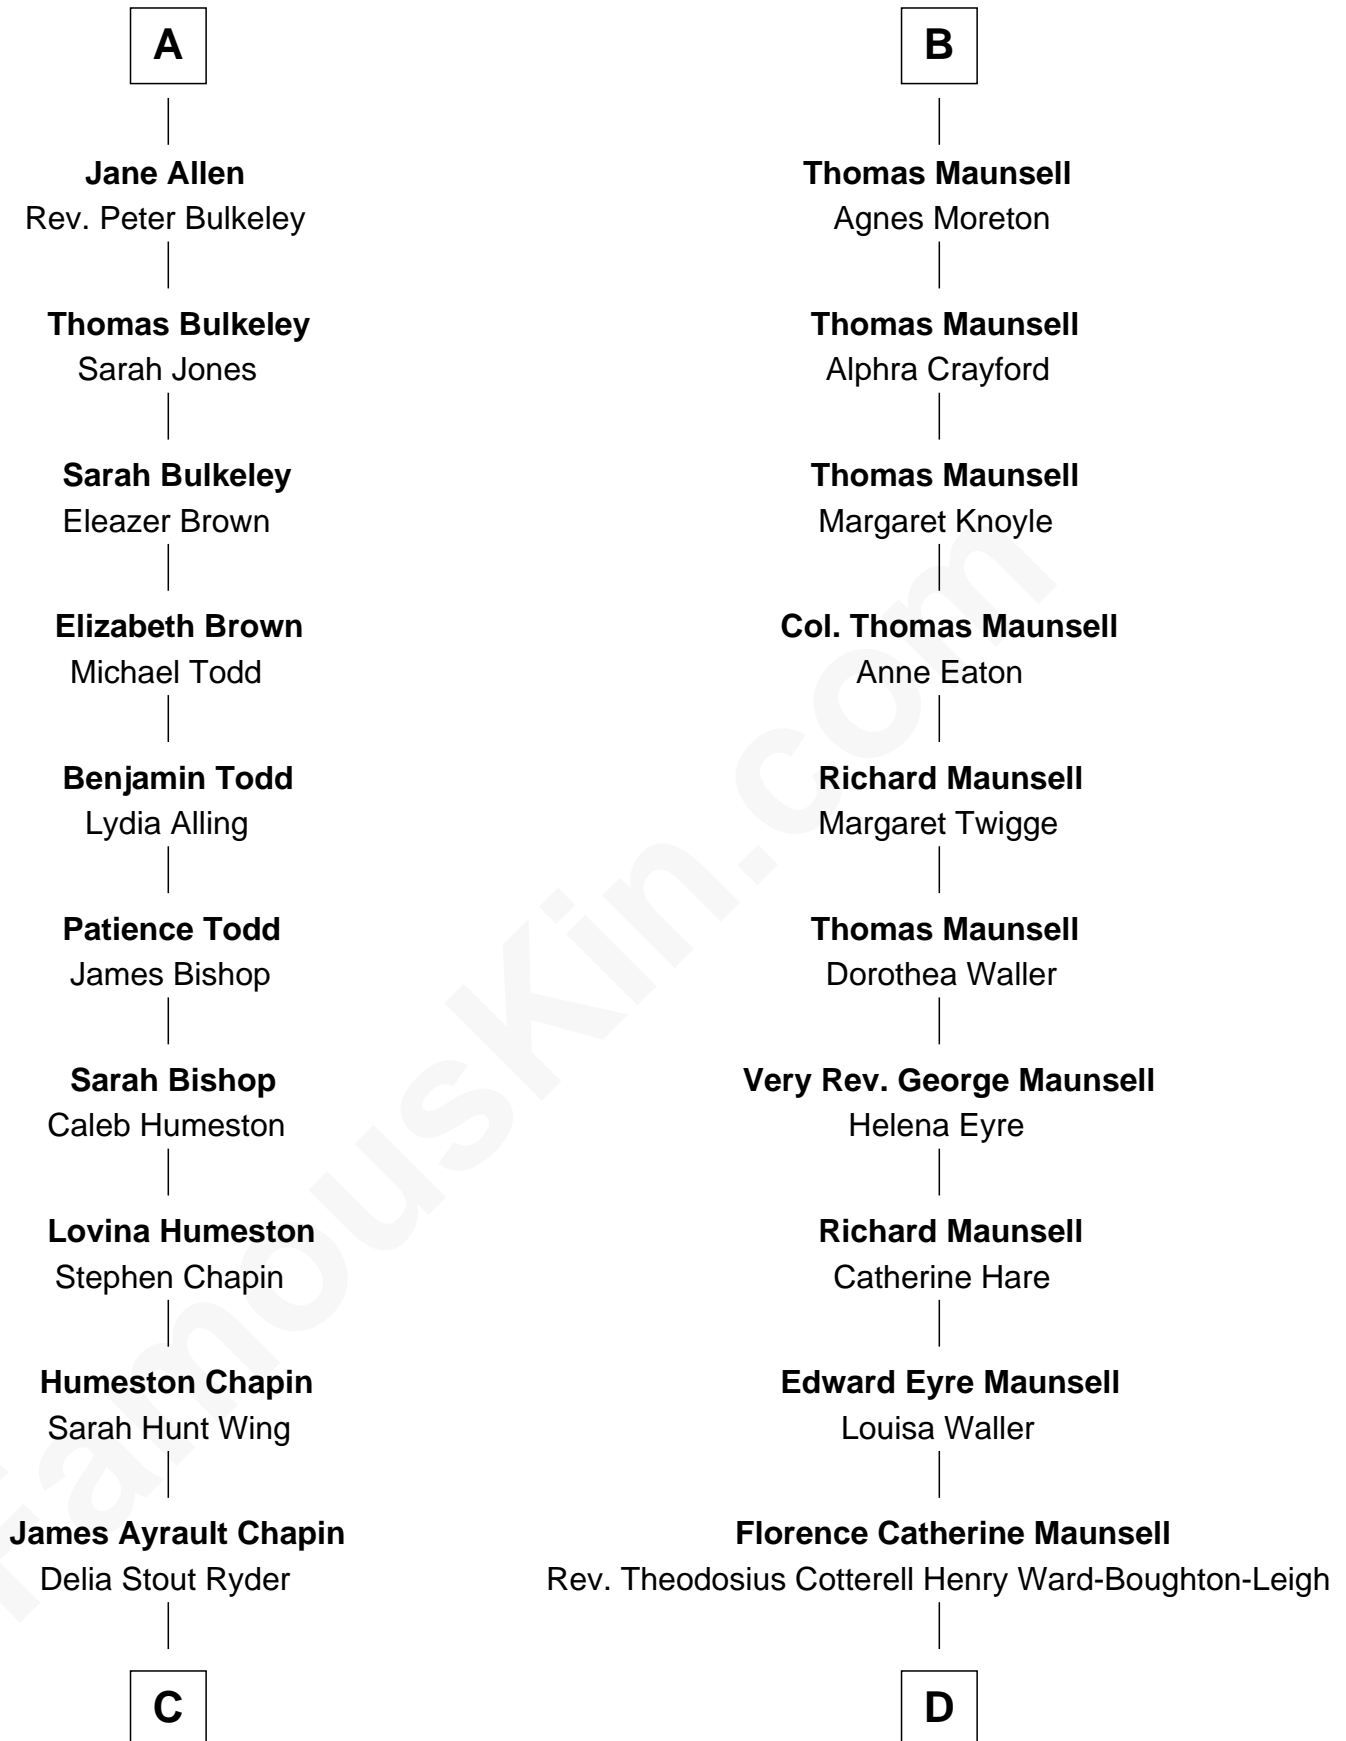 A
Jane Allen
Rev. Peter Bulkeley
Thomas Bulkeley
Sarah Jones
Sarah Bulkeley
Eleazer Brown
Elizabeth Brown
Michael Todd
Benjamin Todd
Lydia Alling
Patience Todd
James Bishop
Sarah Bishop
Caleb Humeston
Lovina Humeston
Stephen Chapin
Humeston Chapin
Sarah Hunt Wing
James Ayrault Chapin
Delia Stout Ryder
C
B
Thomas Maunsell
Agnes Moreton
Thomas Maunsell
Alphra Crayford
Thomas Maunsell
Margaret Knoyle
Col. Thomas Maunsell
Anne Eaton
Richard Maunsell
Margaret Twigge
Thomas Maunsell
Dorothea Waller
Very Rev. George Maunsell
Helena Eyre
Richard Maunsell
Catherine Hare
Edward Eyre Maunsell
Louisa Waller
Florence Catherine Maunsell
Rev. Theodosius Cotterell Henry Ward-Boughton-Leigh
D
FamousKin.com